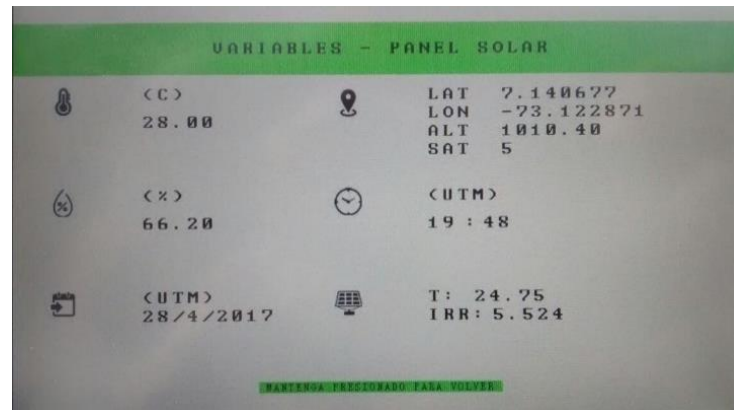 VARIABLES - PANEL SOLAR
(C)
28.00
LAT 7.140677
LON -73.122871
ALT 1010.40
SAT 5
(%)
66.20
(UTM)
19 : 48
(UTM)
28/4/2017
T: 24.75
IRR: 5.524
MANTENGA PRESIONADO PARA VOLVER